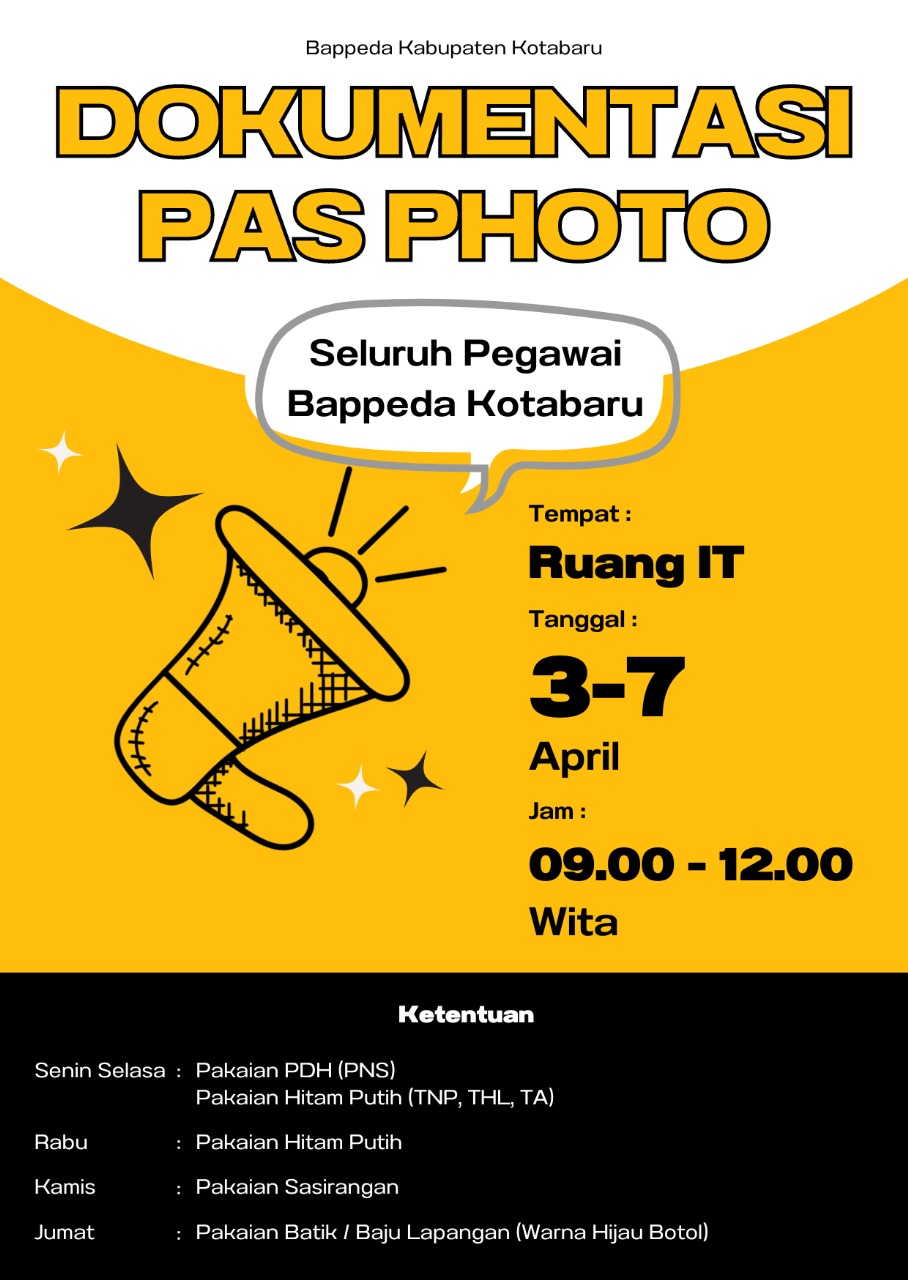 Bappeda Kabupaten Kotabaru
DOKUMENTASI
PAS PHOTO
Seluruh Pegawai
Bappeda Kotabaru
Tempat :
Ruang IT
Tanggal :
3-7
April
Jam :
09.00 - 12.00
Wita
Ketentuan
Senin Selasa : Pakaian PDH (PNS)
Pakaian Hitam Putih (TNP, THL, TA)
Rabu : Pakaian Hitam Putih
Kamis : Pakaian Sasirangan
Jumat : Pakaian Batik / Baju Lapangan (Warna Hijau Botol)